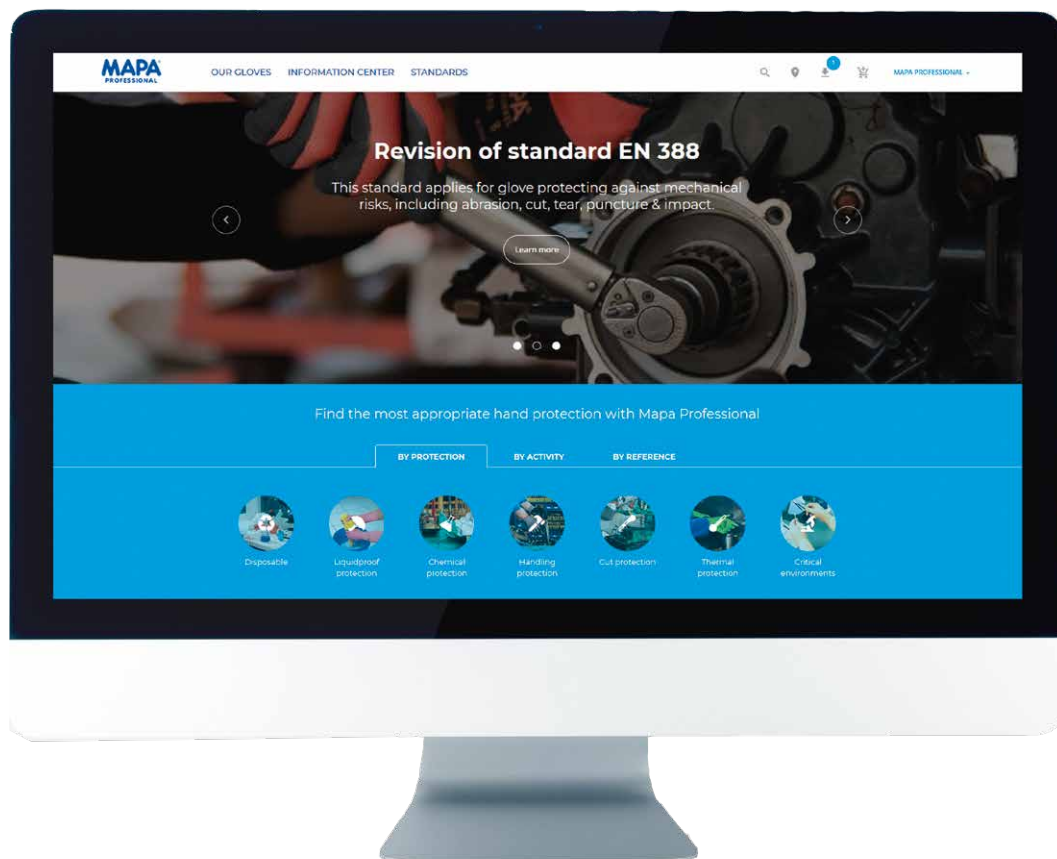 MAPA
PROFESSIONAL
OUR GLOVES INFORMATION CENTER STANDARDS
1
MAPA PROFESSIONAL
Revision of standard EN 388
This standard applies for glove protecting against mechanical
risks, including abrasion, cut, tear, puncture & impact.
Learn more
Find the most appropriate hand protection with Mapa Professional
BY PROTECTION BY ACTIVITY BY REFERENCE
Disposable
Liquidproof
protection
Chemical
protection
Handling
protection
Cut protection
Thermal
protection
Critical
environments